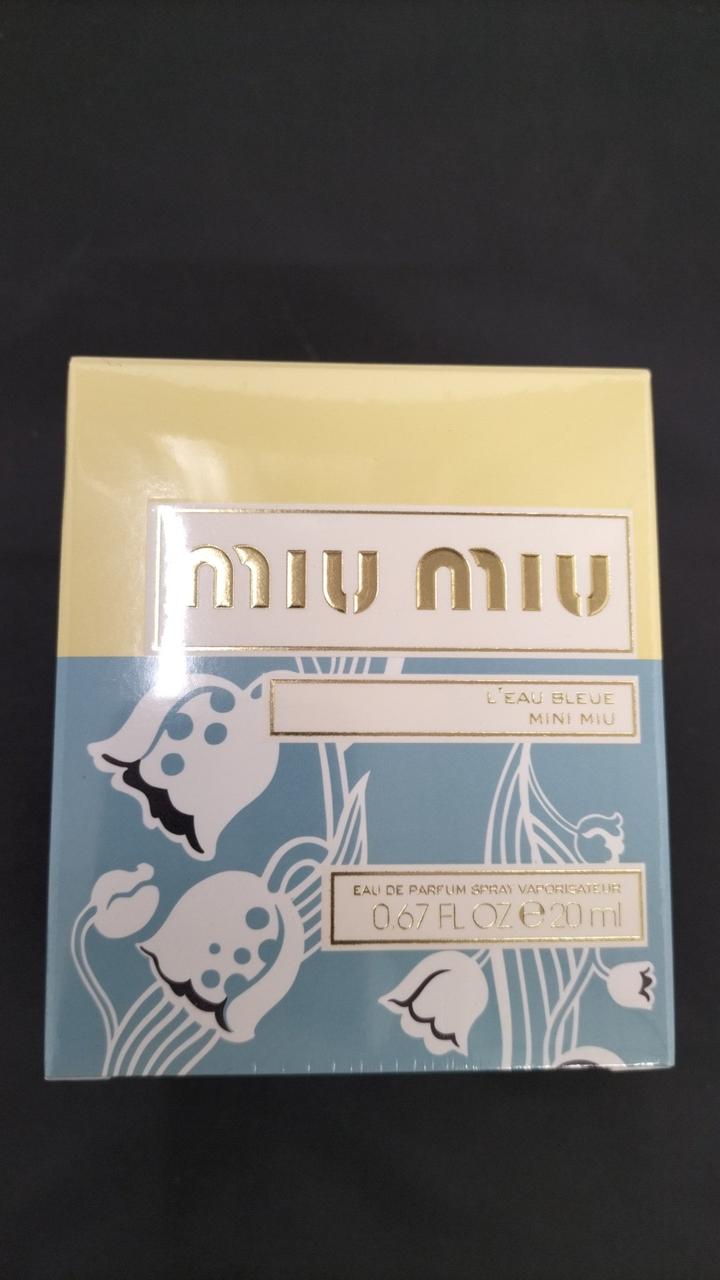 MIU MIU
L'EAU BLEUE
MINI MIU
EAU DE PARFUM SPRAY VAPORISATEUR
0.67 FL OZ ℮ 20 ml